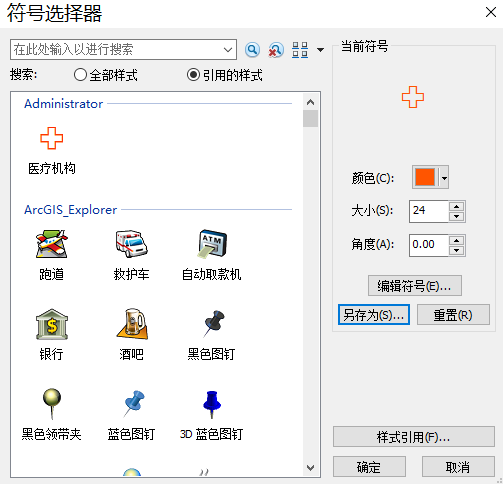 符号选择器
在此处输入以进行搜索
搜索: 全部样式 引用的样式
Administrator
医疗机构
ArcGIS_Explorer
跑道 救护车 自动取款机
ATM
银行 酒吧 黑色图钉
黑色领带夹 蓝色图钉 3D 蓝色图钉
当前符号
颜色(C):
大小(S): 24
角度(A): 0.00
编辑符号(E)...
另存为(S)... 重置(R)
样式引用(F)...
确定 取消